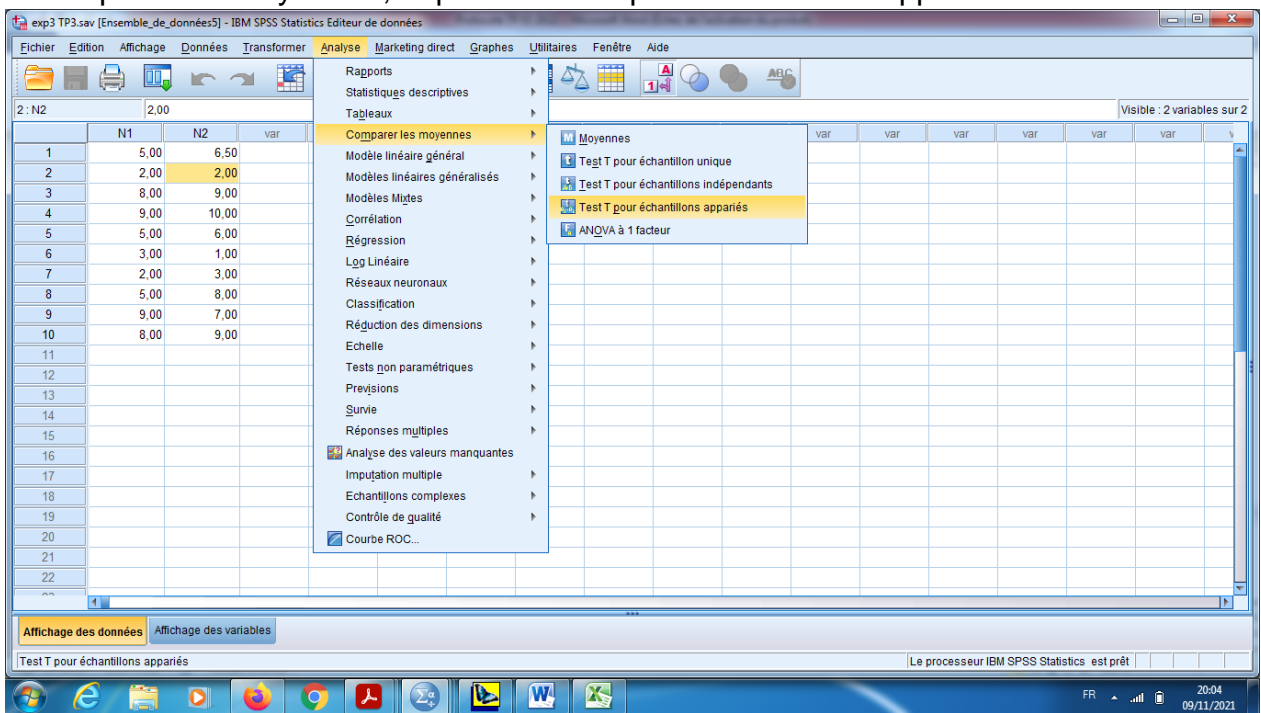 exp3 TP3.sav [Ensemble_de_données5] - IBM SPSS Statistics Editeur de données
Fichier Edition Affichage Données Transformer Analyse Marketing direct Graphes Utilitaires Fenêtre Aide
2 : N2 2,00 Visible : 2 variables sur 2
N1 N2 var var var var var var
1 5,00 6,50
2 2,00 2,00
3 8,00 9,00
4 9,00 10,00
5 5,00 6,00
6 3,00 1,00
7 2,00 3,00
8 5,00 8,00
9 9,00 7,00
10 8,00 9,00
11
12
13
14
15
16
17
18
19
20
21
22
Rapports
Statistiques descriptives
Tableaux
Comparer les moyennes
Modèle linéaire général
Modèles linéaires généralisés
Modèles Mixtes
Corrélation
Régression
Log Linéaire
Réseaux neuronaux
Classification
Réduction des dimensions
Echelle
Tests non paramétriques
Prévisions
Survie
Réponses multiples
Analyse des valeurs manquantes
Imputation multiple
Echantillons complexes
Contrôle de qualité
Courbe ROC...
Moyennes
Test T pour échantillon unique
Test T pour échantillons indépendants
Test T pour échantillons appariés
ANOVA à 1 facteur
Affichage des données Affichage des variables
Test T pour échantillons appariés Le processeur IBM SPSS Statistics est prêt
FR 20:04
09/11/2021